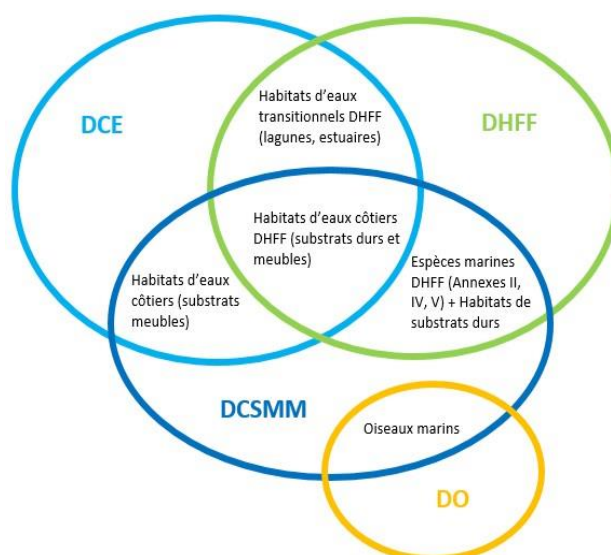 Habitats d'eaux
transitionnels DHFF
(lagunes, estuaires)
DCE
DHFF
Habitats d'eaux côtiers
DHFF (substrats durs et
meubles)
Habitats d'eaux
côtiers (substrats
meubles)
Espèces marines
DHFF (Annexes II,
IV, V) + Habitats de
substrats durs
DCSMM
Oiseaux marins
DO